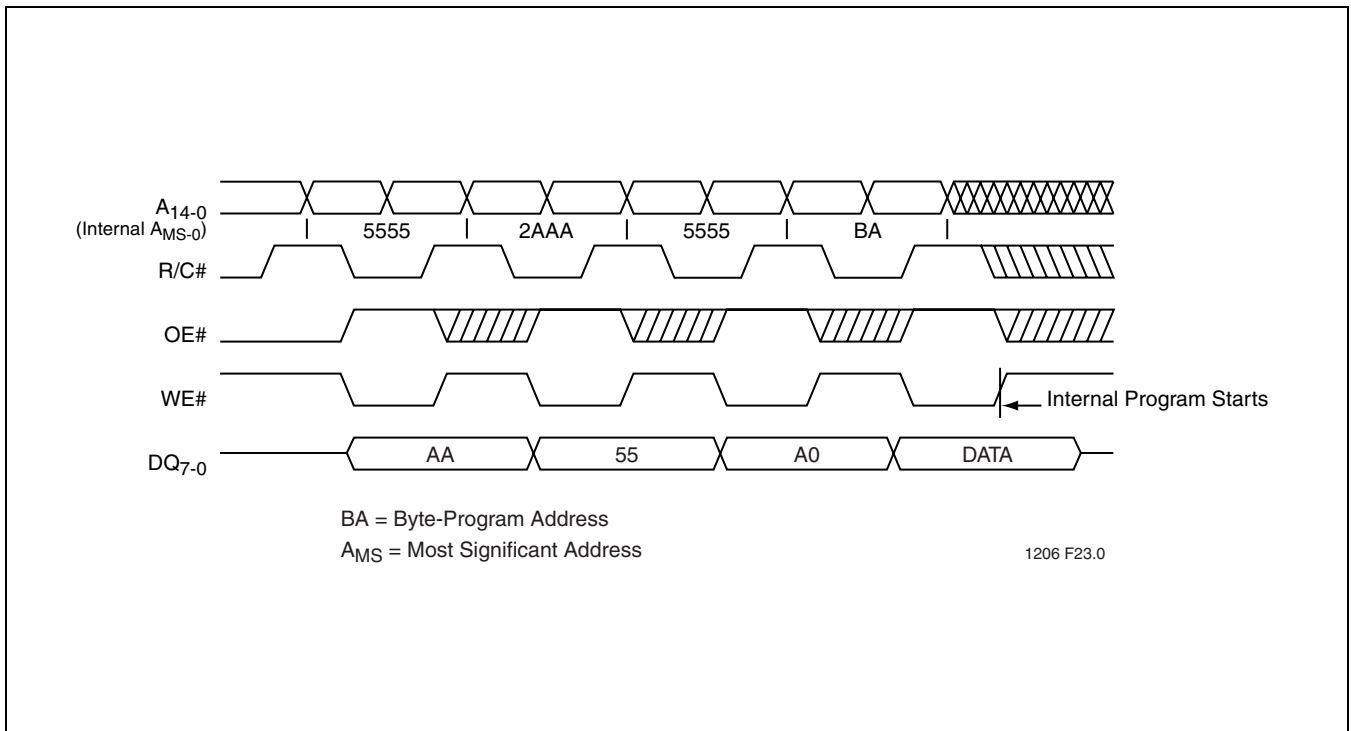 A14-0
(Internal AMS-0)
5555 2AAA 5555 BA
R/C#
OE#
WE#
Internal Program Starts
DQ7-0
AA 55 A0 DATA
BA = Byte-Program Address
AMS = Most Significant Address
1206 F23.0